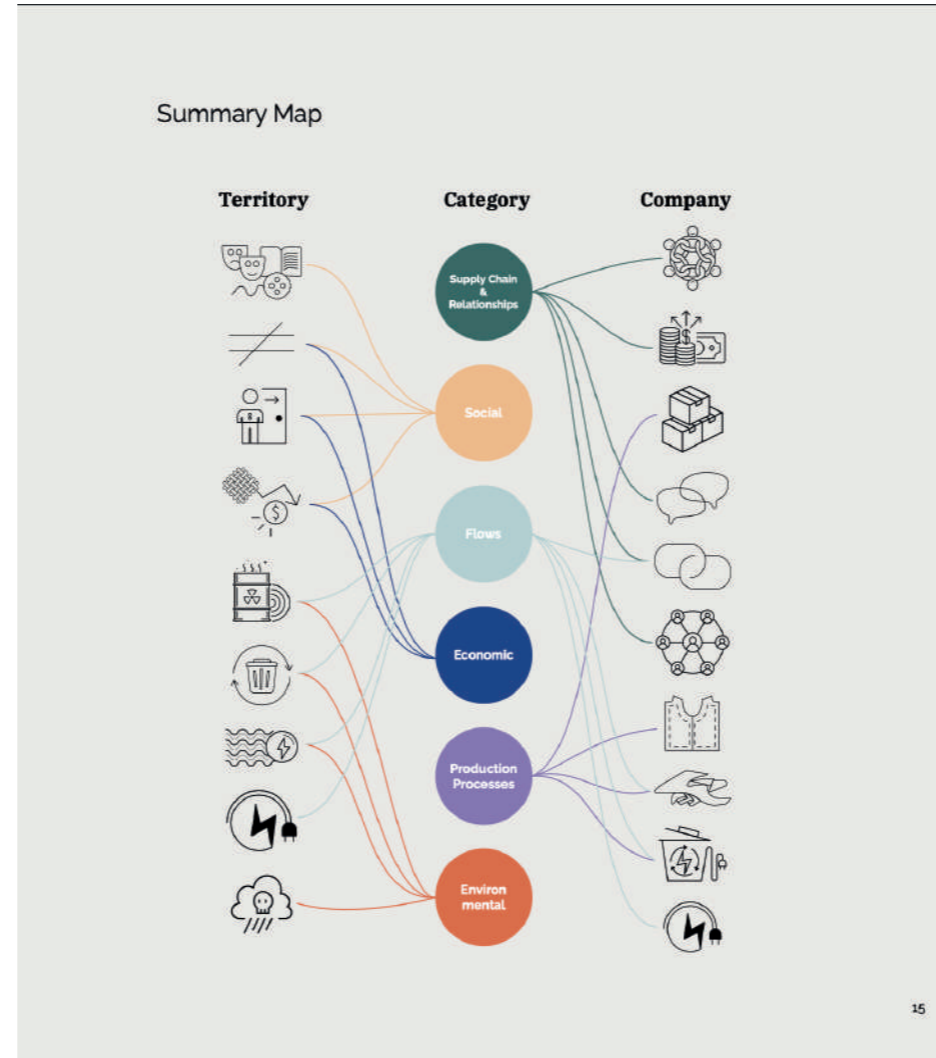 Summary Map
Territory
Category
Company
Supply Chain
&
Relationships
Social
Flows
Economic
Production
Processes
Environ
mental
15